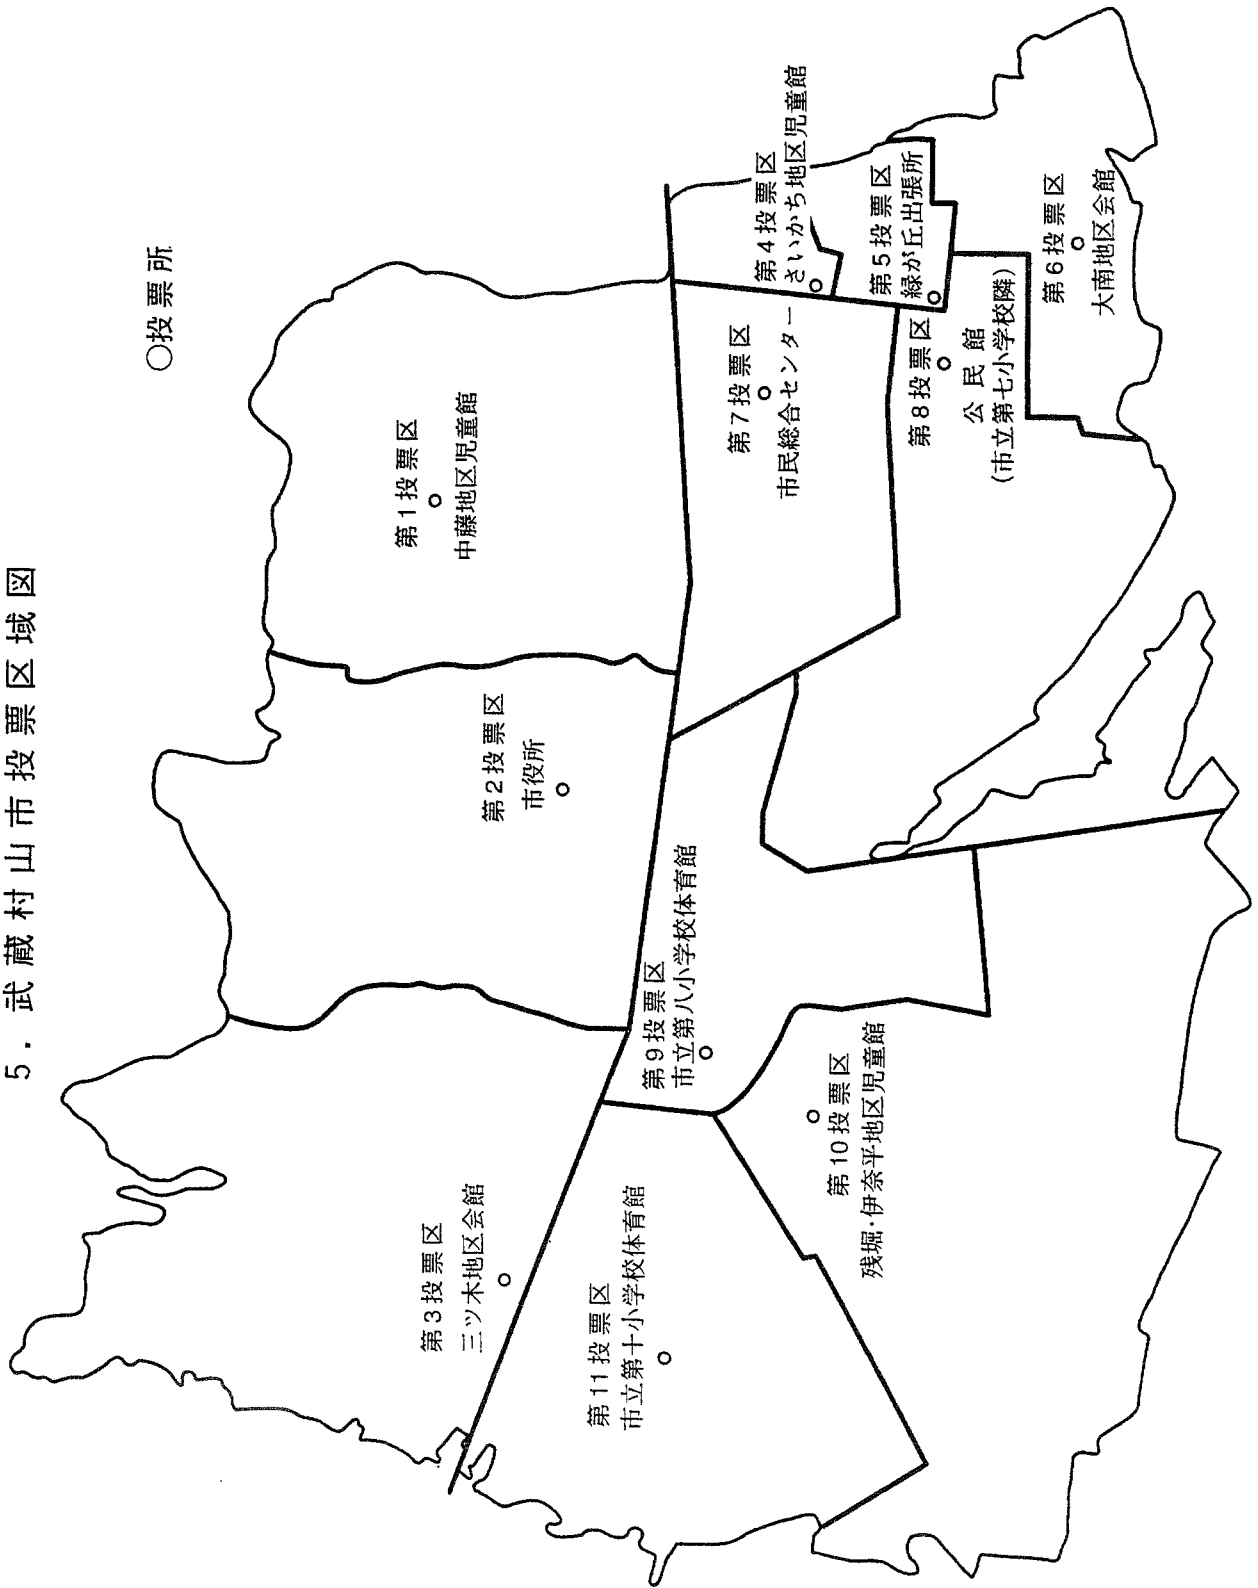 5．武蔵村山市投票区域図
○投票所
第1投票区
中藤地区児童館
第2投票区
市役所
第3投票区
三ツ木地区会館
第4投票区
さいかち地区児童館
第5投票区
緑が丘出張所
第6投票区
大南地区会館
第7投票区
市民総合センター
第8投票区
公民館
(市立第七小学校隣)
第9投票区
市立第八小学校体育館
第10投票区
残堀・伊奈平地区児童館
第11投票区
市立第十小学校体育館